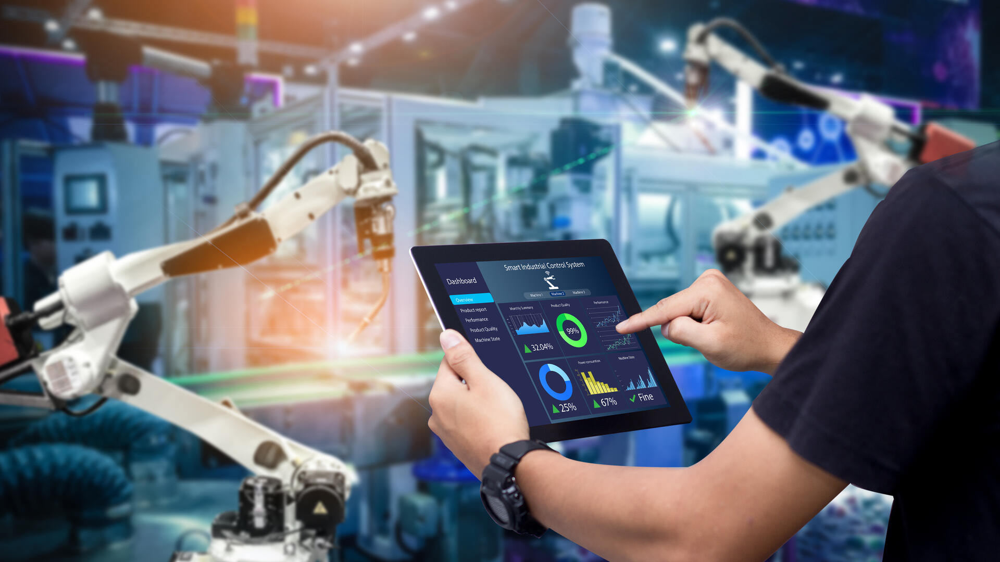 Smart Industrial Control System
Dashboard
Machine 1 Machine 2 Machine 3
Overview
Product report
Performance
Product Quality
Machine State
Monthly Summary
Product Quality
Performance
32.04%
99%
Power consumtion
Machine State
25%
67%
Fine